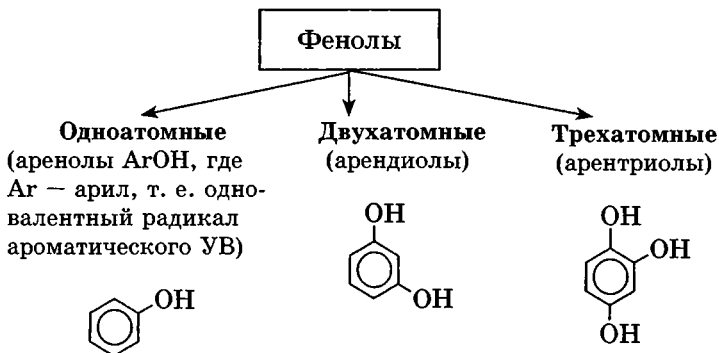 Фенолы
Одноатомные
(аренолы ArOH, где
Ar — арил, т. е. одно-
валентный радикал
ароматического УВ)
OH
Двухатомные
(арендиолы)
OH
OH
Трехатомные
(арентриолы)
OH
OH
OH